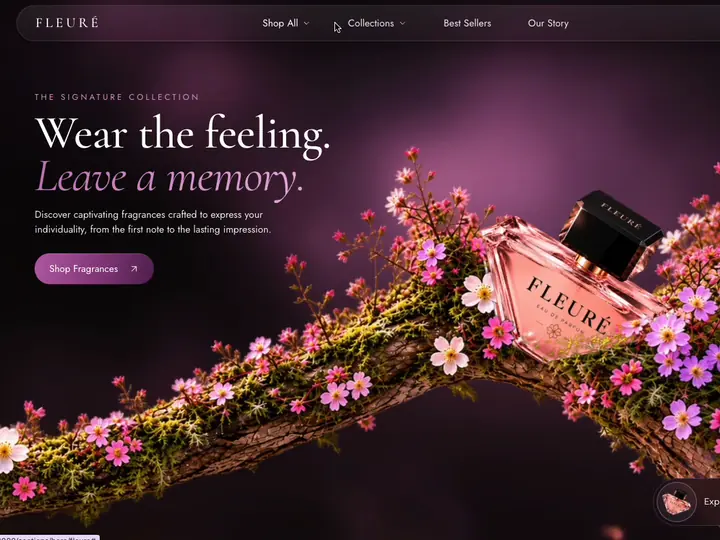 FLEURÉ
Shop All
Collections
Best Sellers
Our Story
THE SIGNATURE COLLECTION
Wear the feeling.
Leave a memory.
Discover captivating fragrances crafted to express your
individuality, from the first note to the lasting impression.
Shop Fragrances
FLEURÉ
FLEURÉ
EAU DE PARFUM
Exp